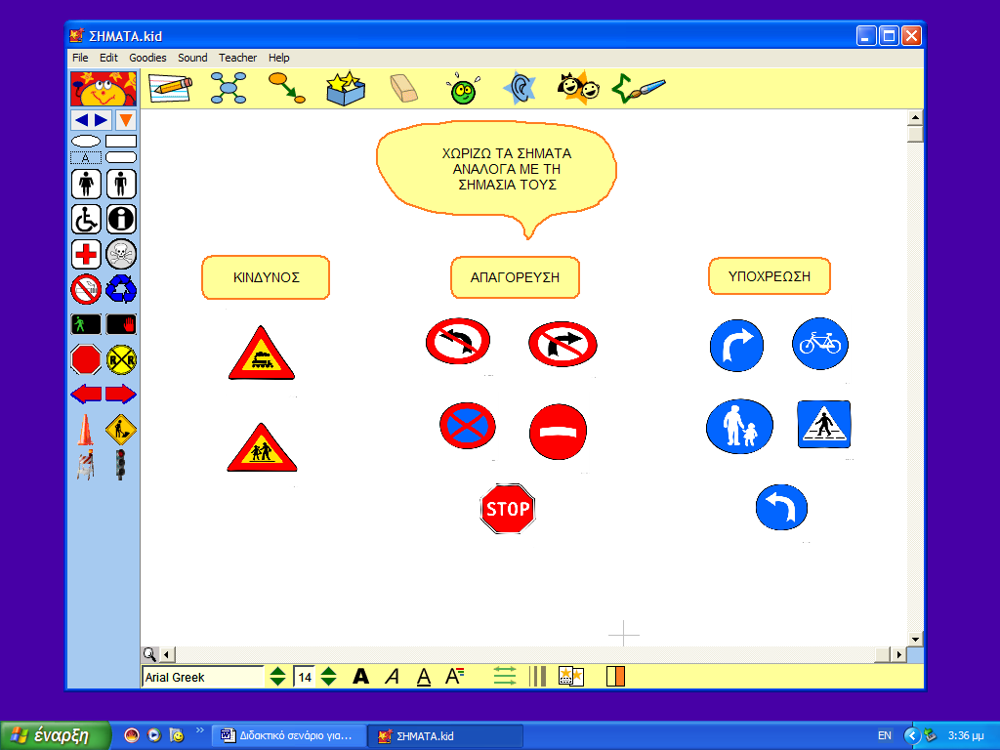 ΣΗΜΑΤΑ.kid
File Edit Goodies Sound Teacher Help
A
ΧΩΡΙΖΩ ΤΑ ΣΗΜΑΤΑ
ΑΝΑΛΟΓΑ ΜΕ ΤΗ
ΣΗΜΑΣΙΑ ΤΟΥΣ
ΚΙΝΔΥΝΟΣ
ΑΠΑΓΟΡΕΥΣΗ
ΥΠΟΧΡΕΩΣΗ
R R
STOP
Arial Greek 14 A A A A
έναρξη
Διδακτικό σενάριο για...
ΣΗΜΑΤΑ.kid
EN
3:36 μμ